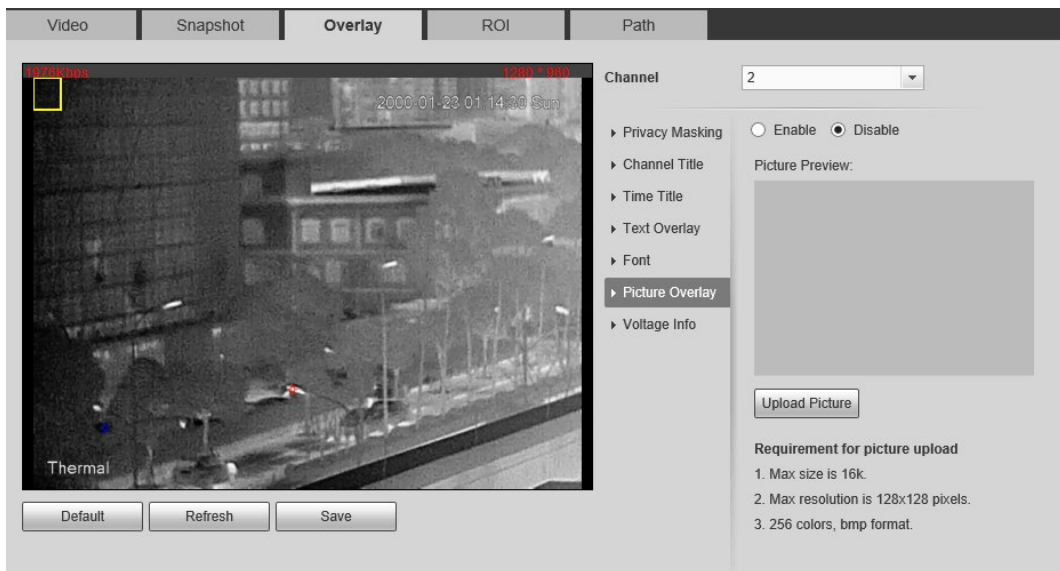 Video
Snapshot
Overlay
ROI
Path
4976Kbps
1280 * 960
2000-01-23 01:14:30 Sun
Thermal
Default
Refresh
Save
Channel
2
Privacy Masking
Channel Title
Time Title
Text Overlay
Font
Picture Overlay
Voltage Info
Enable
Disable
Picture Preview:
Upload Picture
Requirement for picture upload
1. Max size is 16k.
2. Max resolution is 128x128 pixels.
3. 256 colors, bmp format.